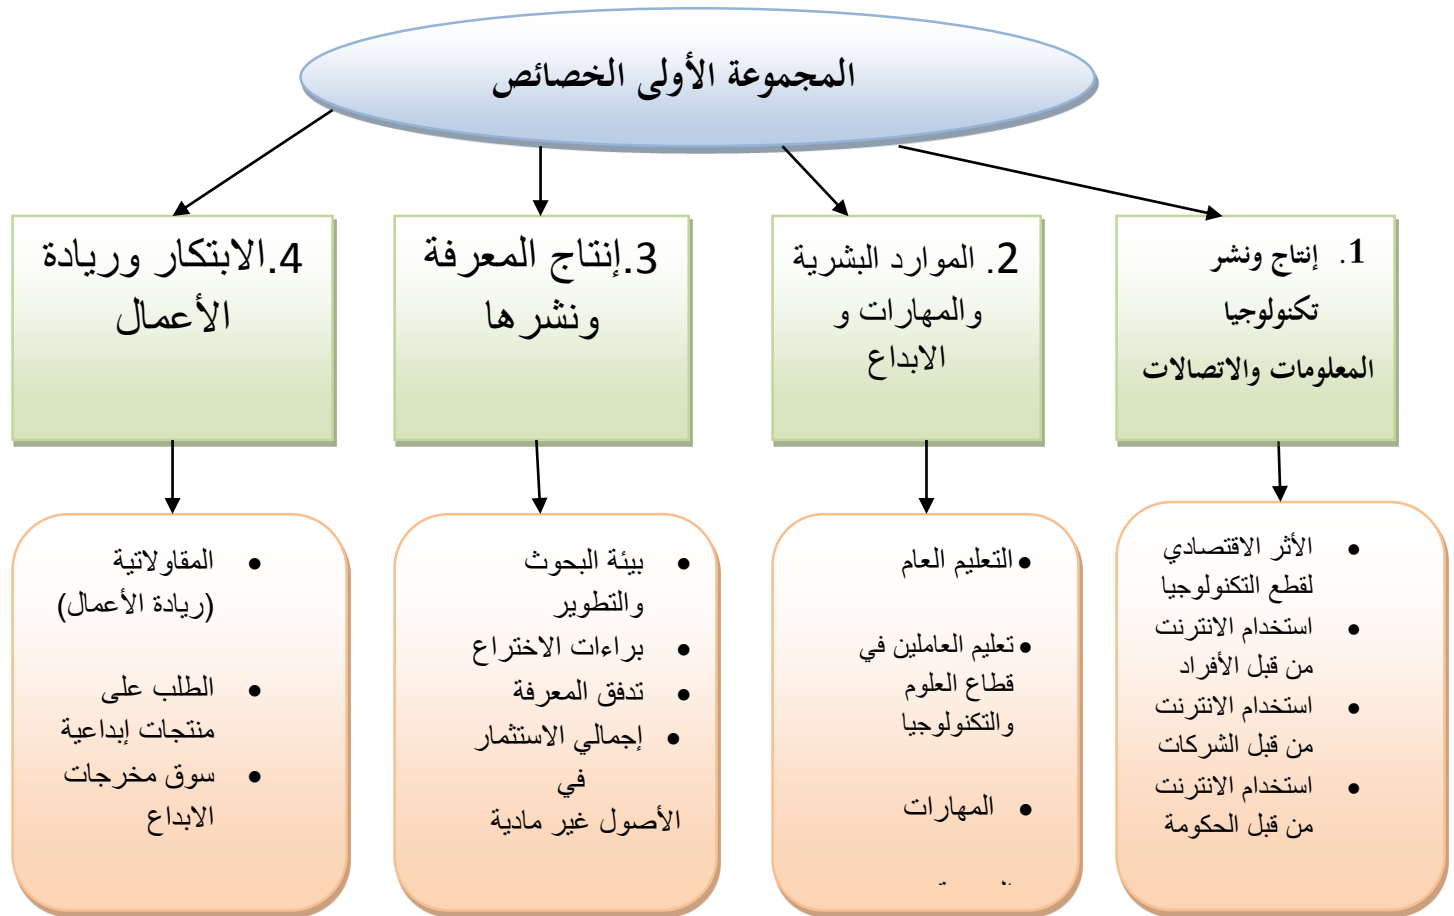 المجموعة الأولى الخصائص
1. إنتاج ونشر
تكنولوجيا
المعلومات والاتصالات
2. الموارد البشرية
والمهارات و
الابداع
3.إنتاج المعرفة
ونشرها
4.الابتكار وريادة
الأعمال
• الأثر الاقتصادي
لقطع التكنولوجيا
• استخدام الانترنت
من قبل الأفراد
• استخدام الانترنت
من قبل الشركات
• استخدام الانترنت
من قبل الحكومة
• التعليم العام
• تعليم العاملين في
قطاع العلوم
والتكنولوجيا
• المهارات
• بيئة البحوث
والتطوير
• براءات الاختراع
• تدفق المعرفة
• إجمالي الاستثمار
في
الأصول غير مادية
• المقاولاتية
(ريادة الأعمال)
• الطلب على
منتجات إبداعية
• سوق مخرجات
الابداع